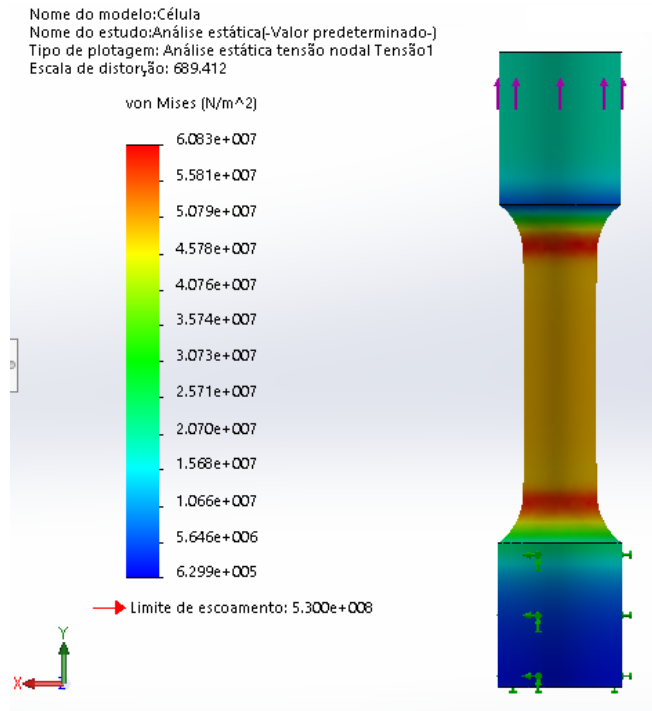 Nome do modelo:Célula
Nome do estudo:Análise estática(-Valor predeterminado-)
Tipo de plotagem: Análise estática tensão nodal Tensão1
Escala de distorção: 689.412
von Mises (N/m^2)
6.083e+007
5.581e+007
5.079e+007
4.578e+007
4.076e+007
3.574e+007
3.073e+007
2.571e+007
2.070e+007
1.568e+007
1.066e+007
5.646e+006
6.299e+005
Limite de escoamento: 5.300e+008
Y
X
Z